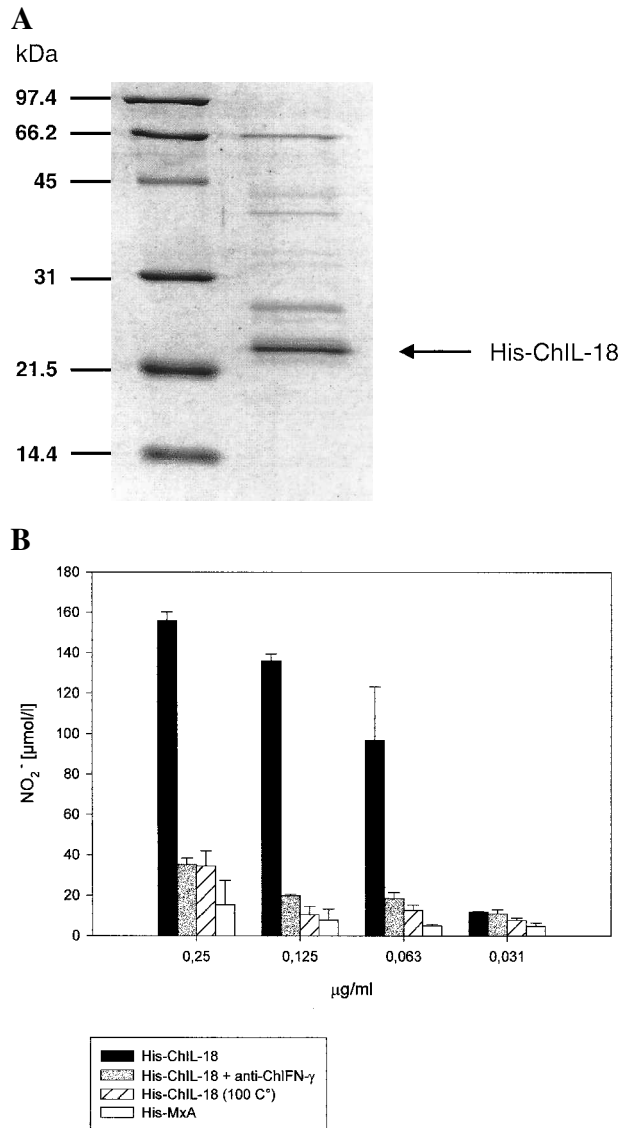 A
kDa
97.4
66.2
45
31
His-ChIL-18
21.5
14.4
B
180
160
140
120
100
80
60
40
20
0
NO2- [µmol/l]
0,25 0,125 0,063 0,031
µg/ml
His-ChIL-18
His-ChIL-18 + anti-ChIFN-γ
His-ChIL-18 (100 C°)
His-MxA